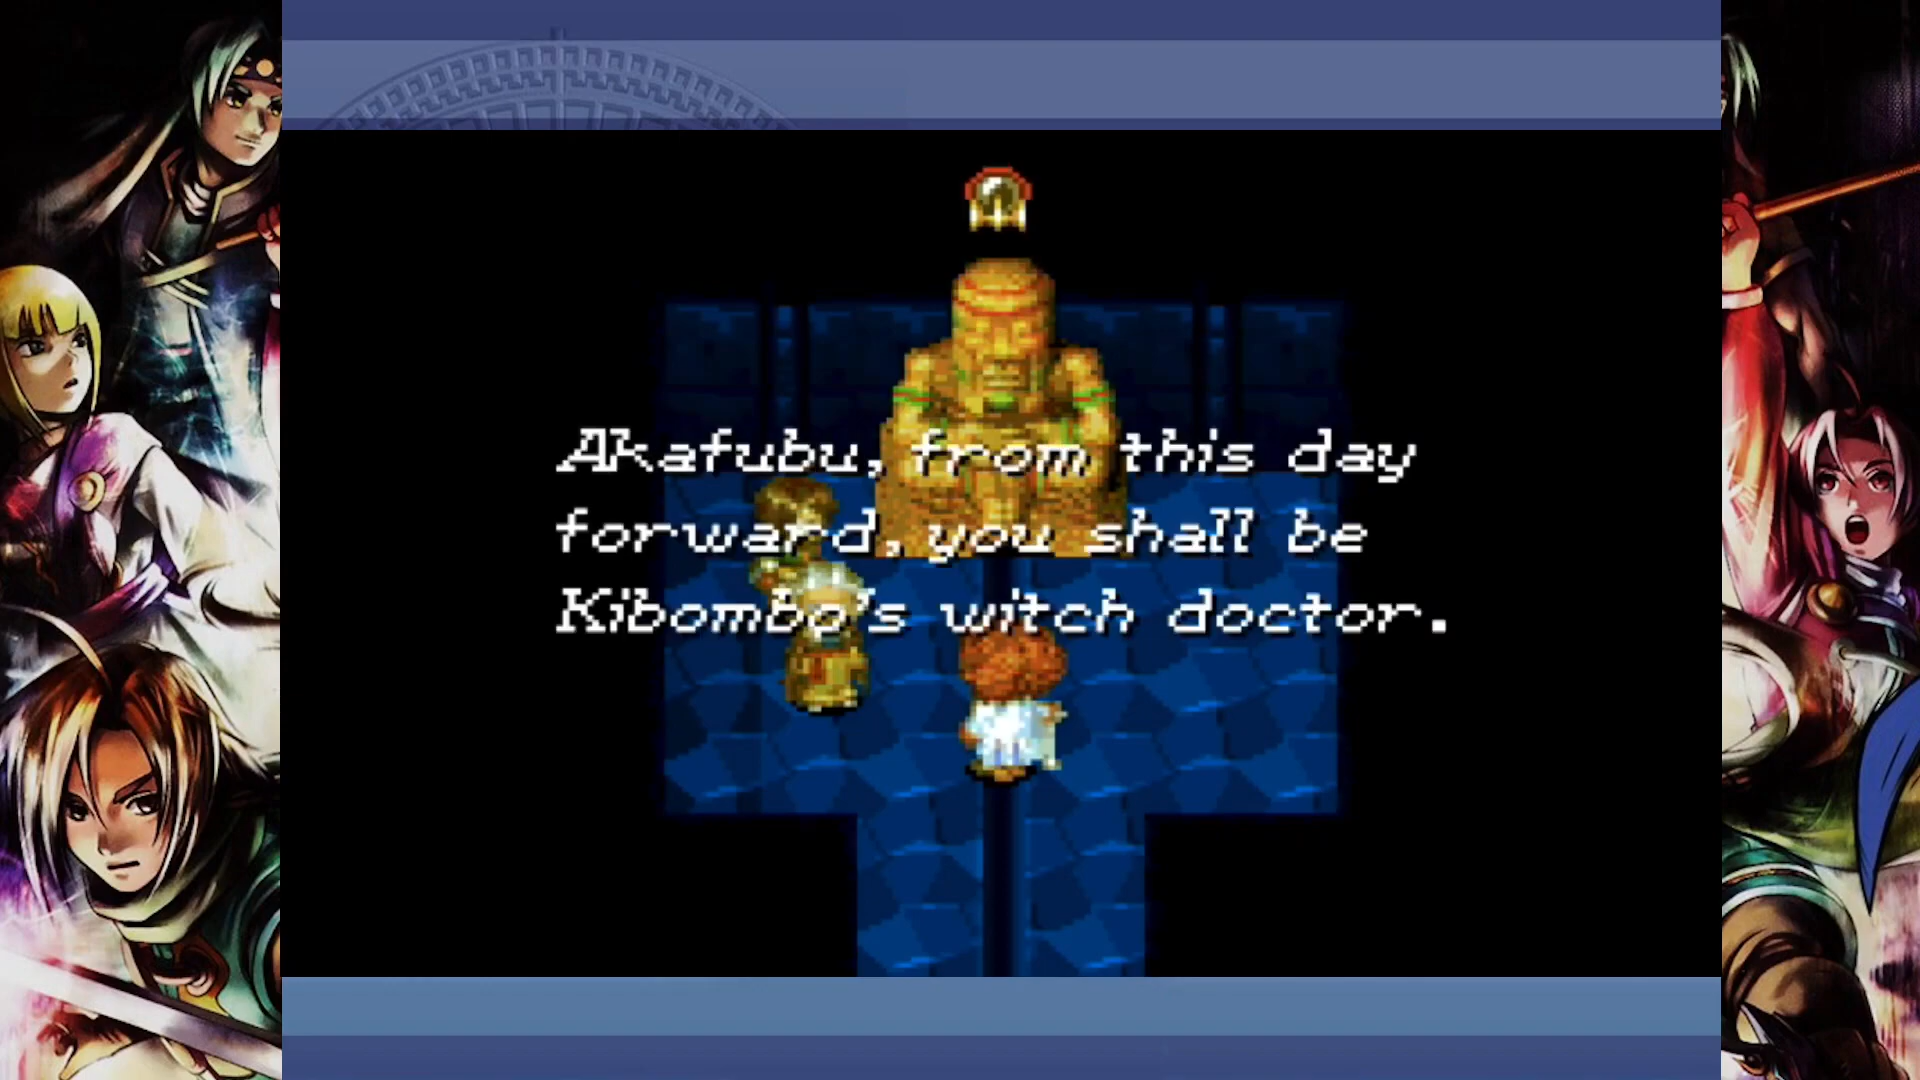 Akafubu, from this day
forward, you shall be
Kibombo's witch doctor.